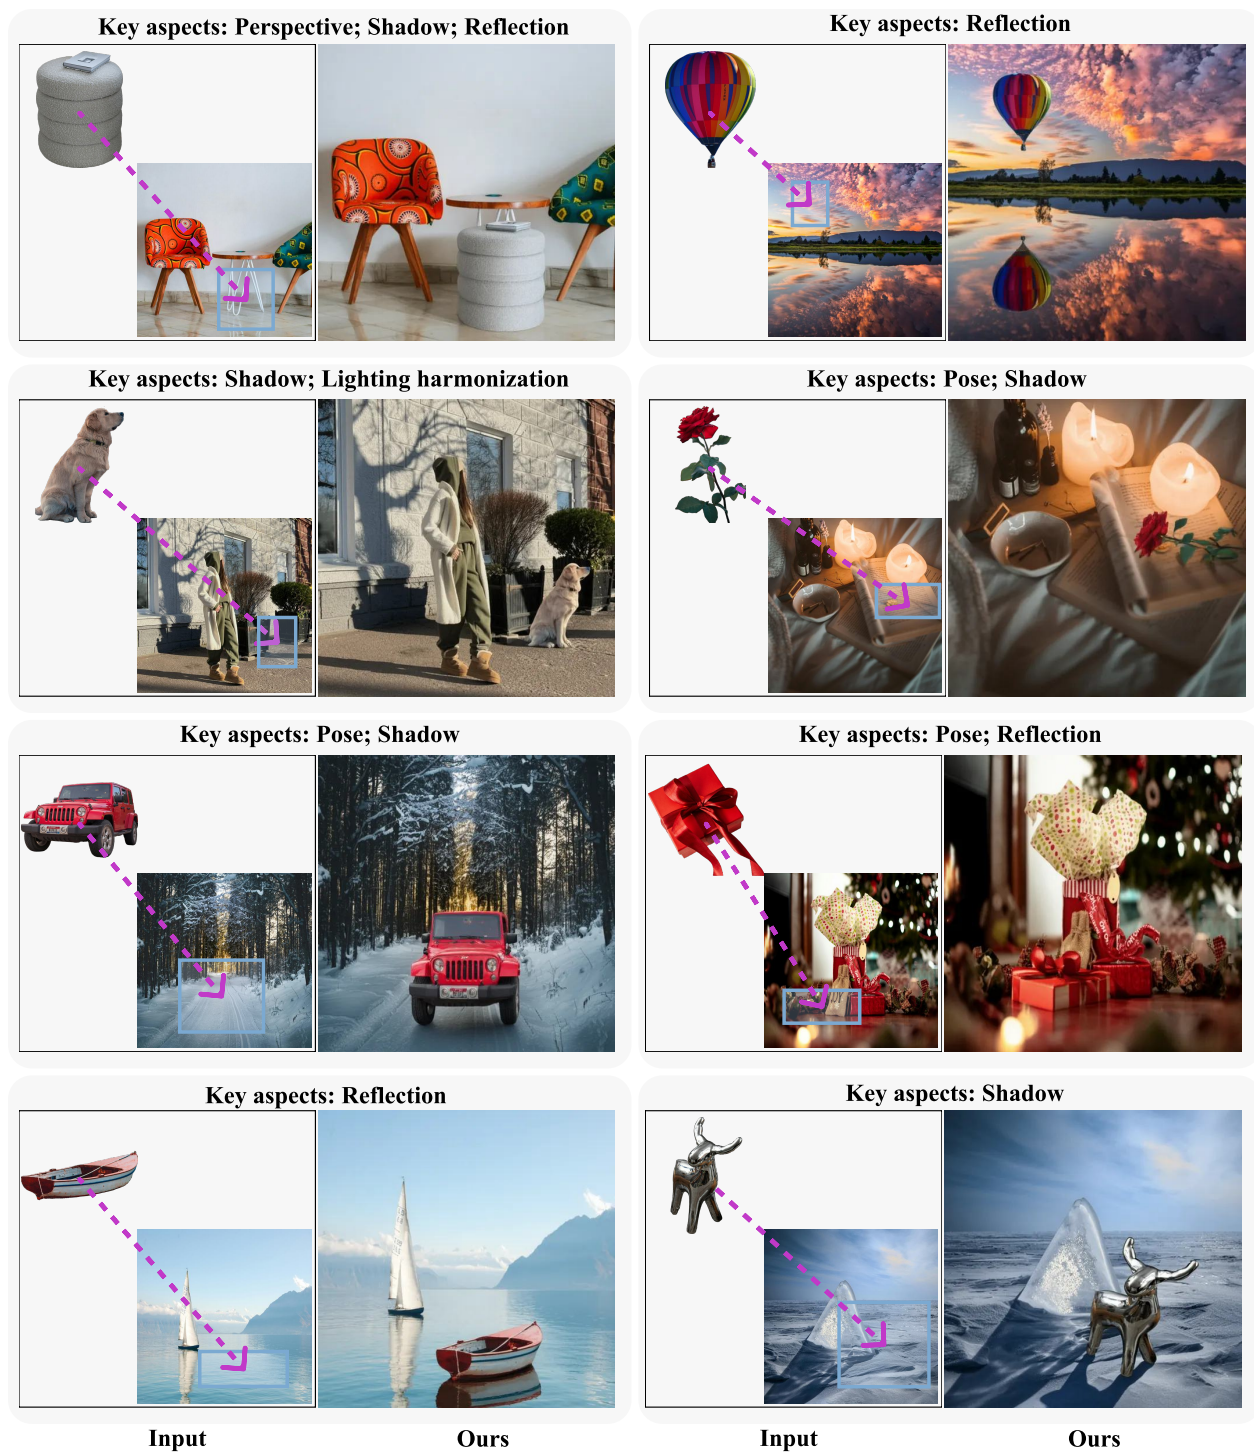 Key aspects: Perspective; Shadow; Reflection
Key aspects: Reflection
Key aspects: Shadow; Lighting harmonization
Key aspects: Pose; Shadow
Key aspects: Pose; Shadow
Key aspects: Pose; Reflection
Key aspects: Reflection
Key aspects: Shadow
Input
Ours
Input
Ours